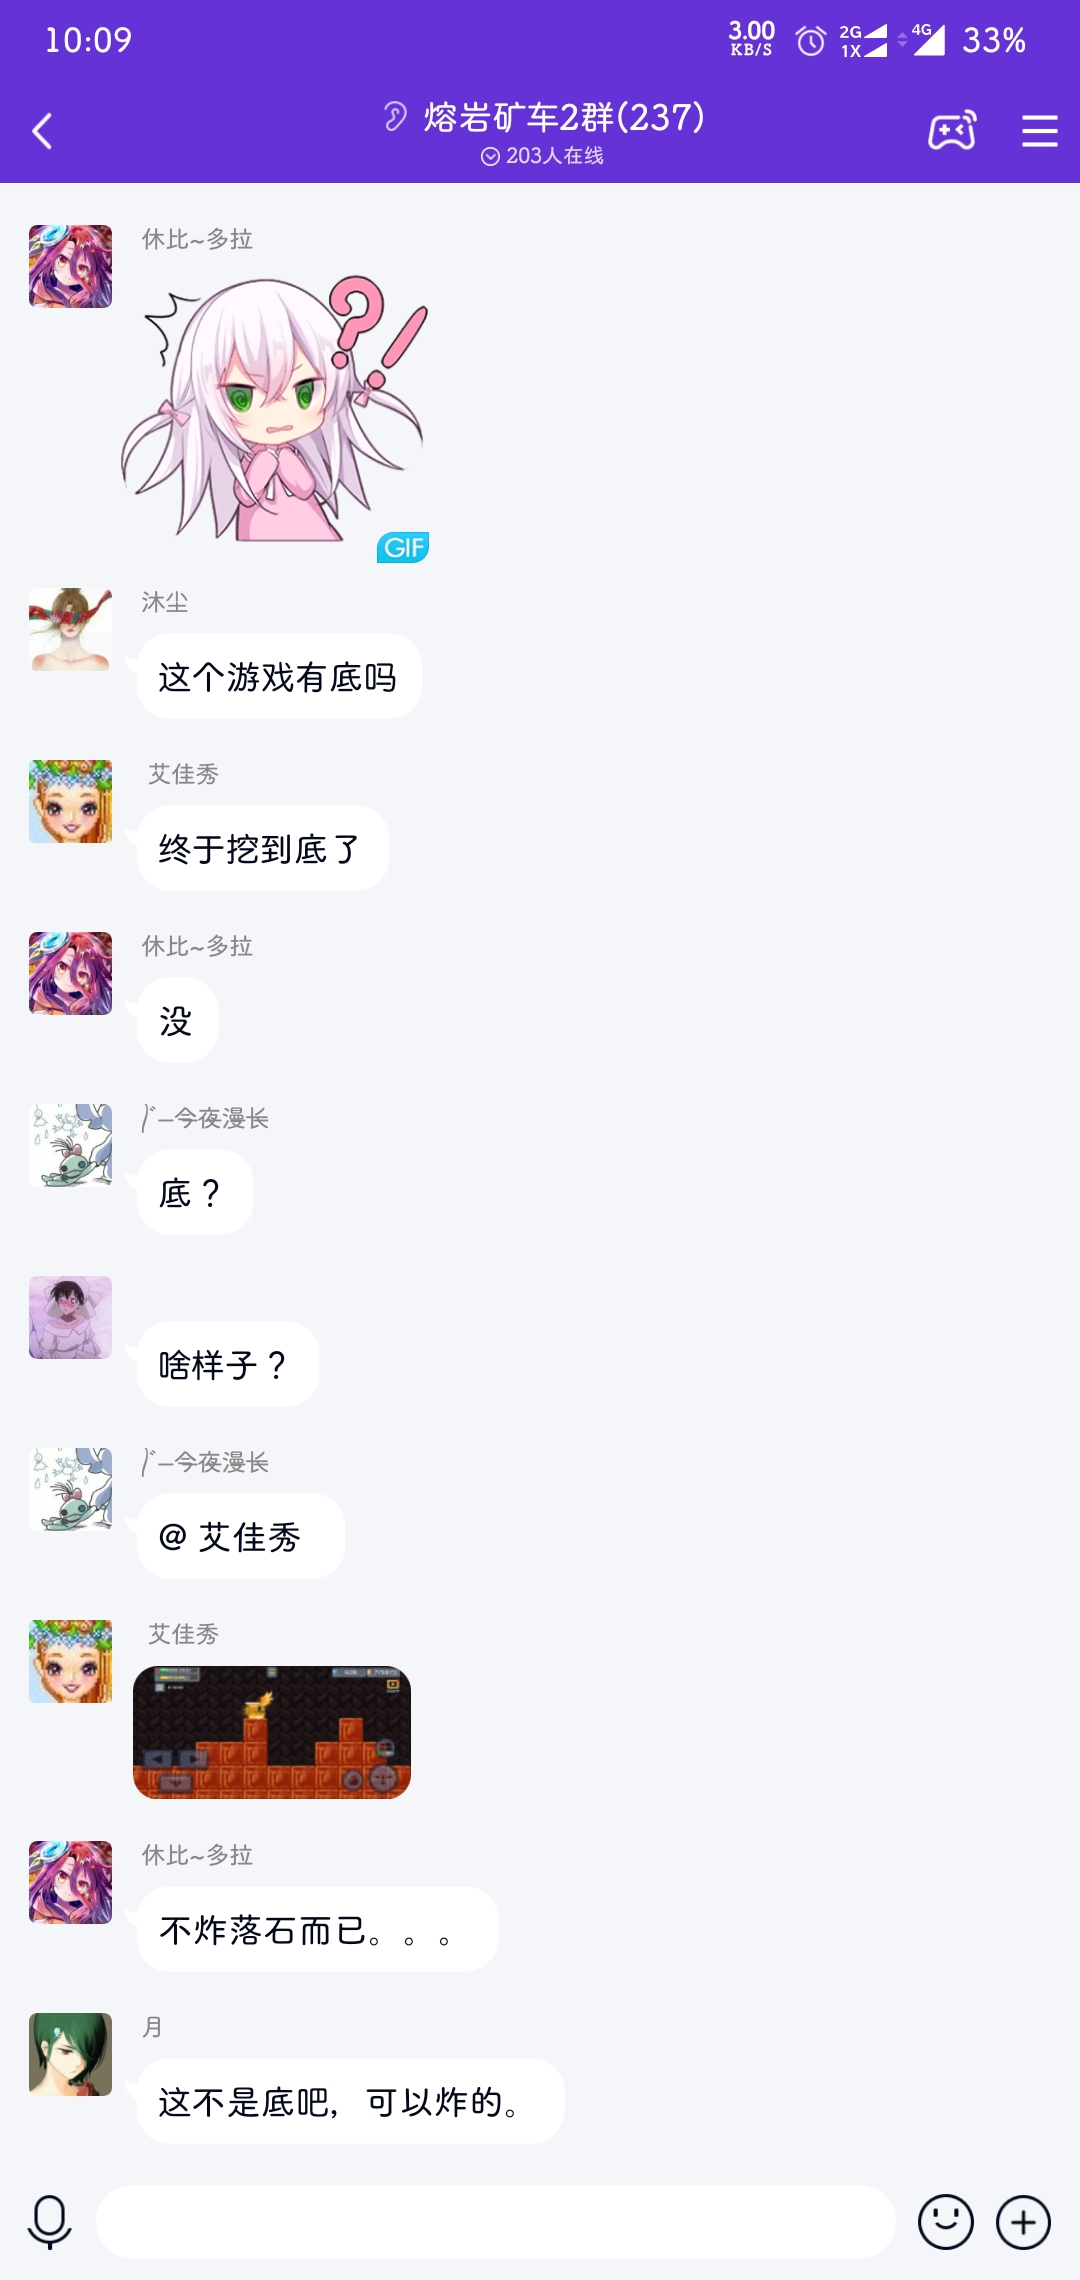 10:09
3.00
KB/S
2G
1X
4G
33%
熔岩矿车2群(237)
203人在线
休比~多拉
?!
GIF
沐尘
这个游戏有底吗
艾佳秀
终于挖到底了
休比~多拉
没
今夜漫长
底？
啥样子？
今夜漫长
@ 艾佳秀
艾佳秀
休比~多拉
不炸落石而已。。。
月
这不是底吧，可以炸的。